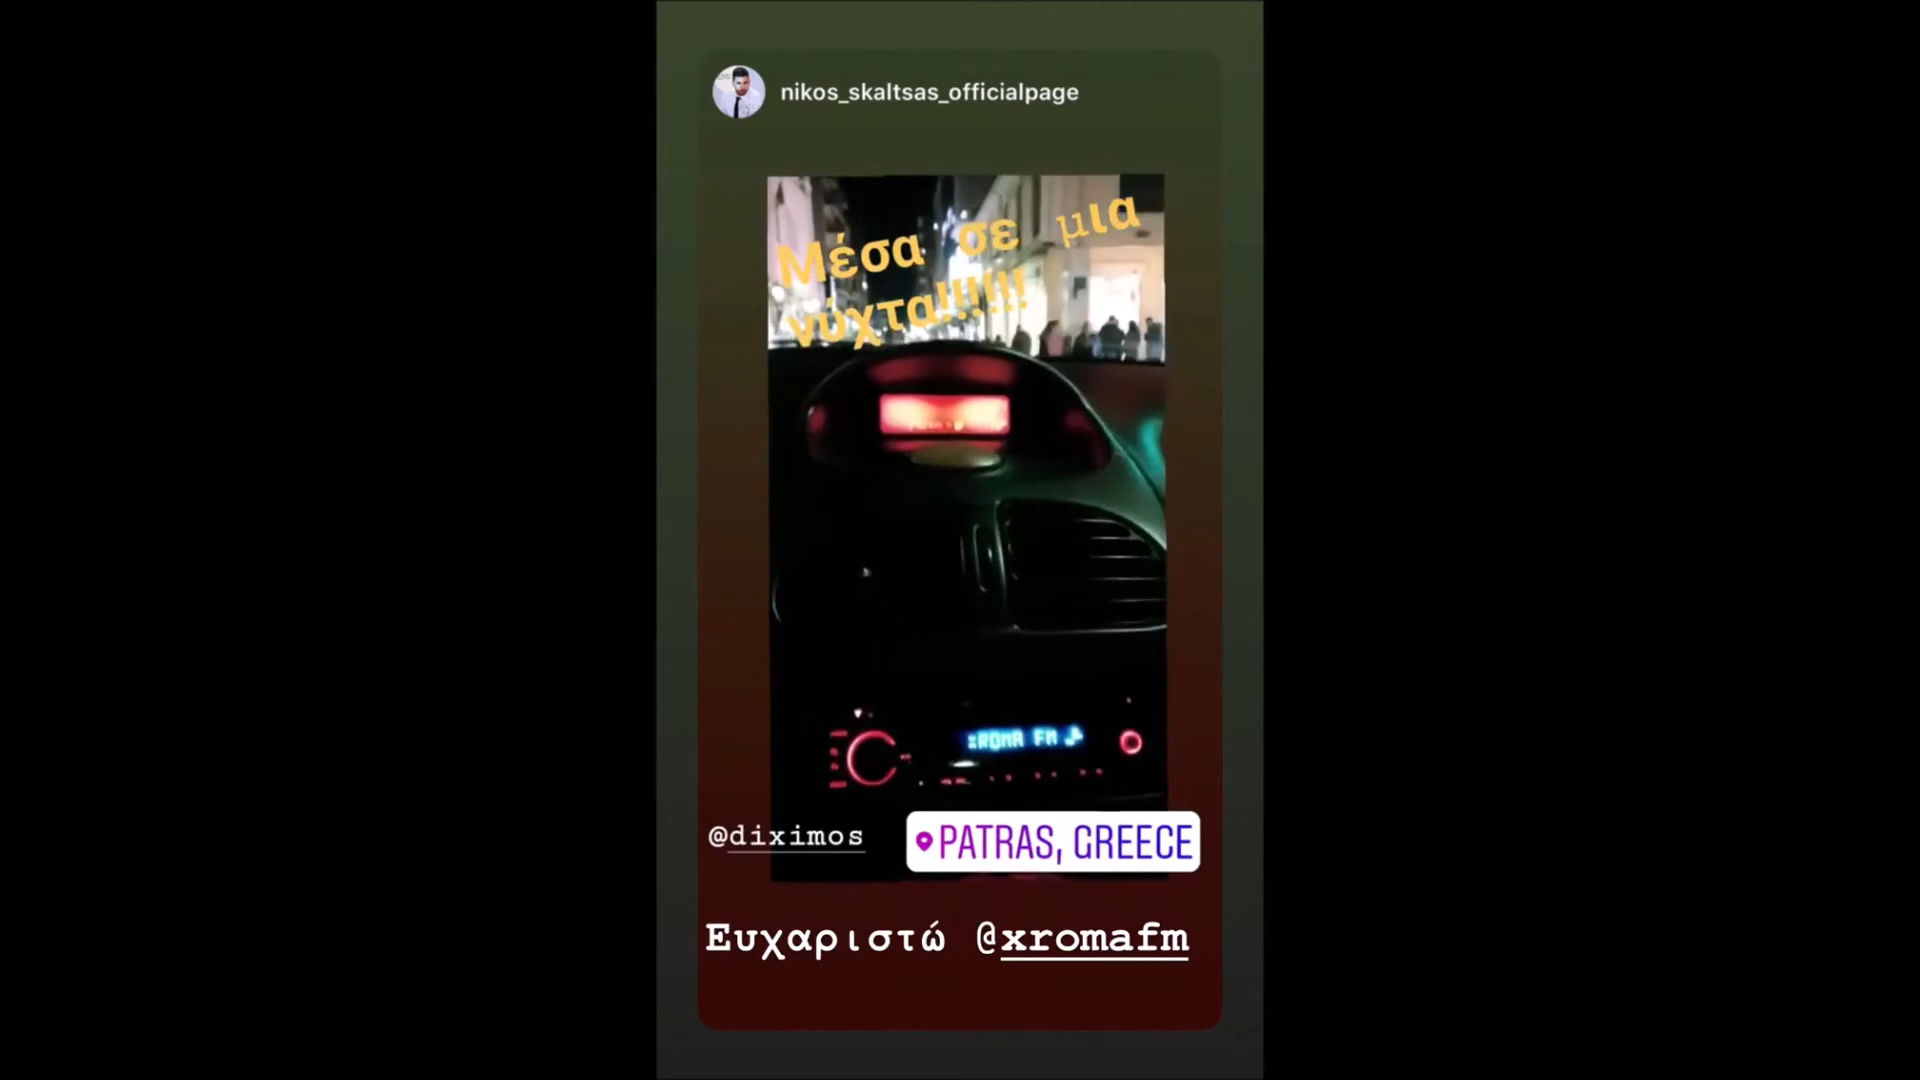 nikos_skaltsas_officialpage
Μέσα σε μια
νύχτα!!!!!!
xROmA FM
@diximos
PATRAS, GREECE
Ευχαριστώ @xromafm